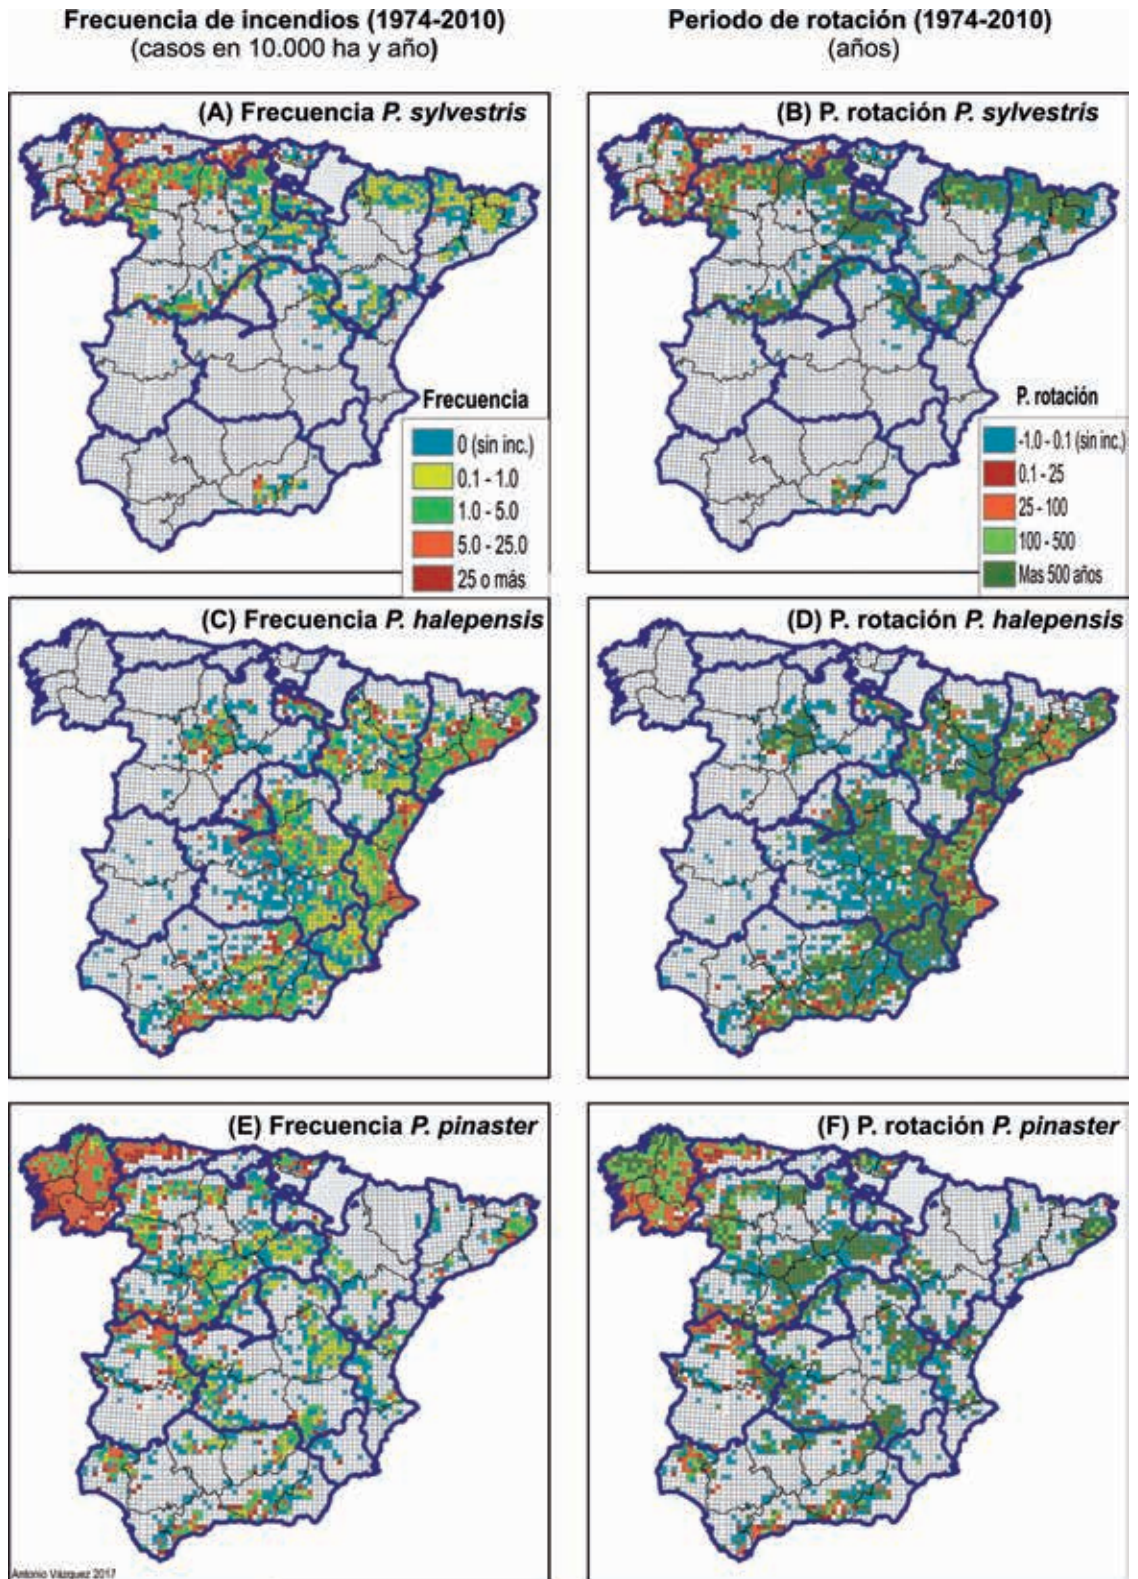 Frecuencia de incendios (1974-2010)
(casos en 10.000 ha y año)
Periodo de rotación (1974-2010)
(años)
(A) Frecuencia P. sylvestris
Frecuencia
0 (sin inc.)
0.1 - 1.0
1.0 - 5.0
5.0 - 25.0
25 o más
(B) P. rotación P. sylvestris
P. rotación
-1.0 - 0.1 (sin inc.)
0.1 - 25
25 - 100
100 - 500
Mas 500 años
(C) Frecuencia P. halepensis
(D) P. rotación P. halepensis
(E) Frecuencia P. pinaster
(F) P. rotación P. pinaster
Antonio Vázquez 2017